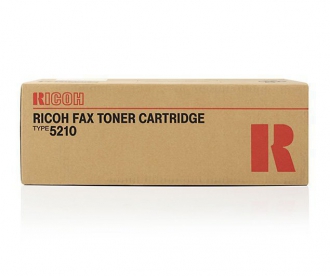 RICOH
RICOH FAX TONER CARTRIDGE
TYPE 5210
R